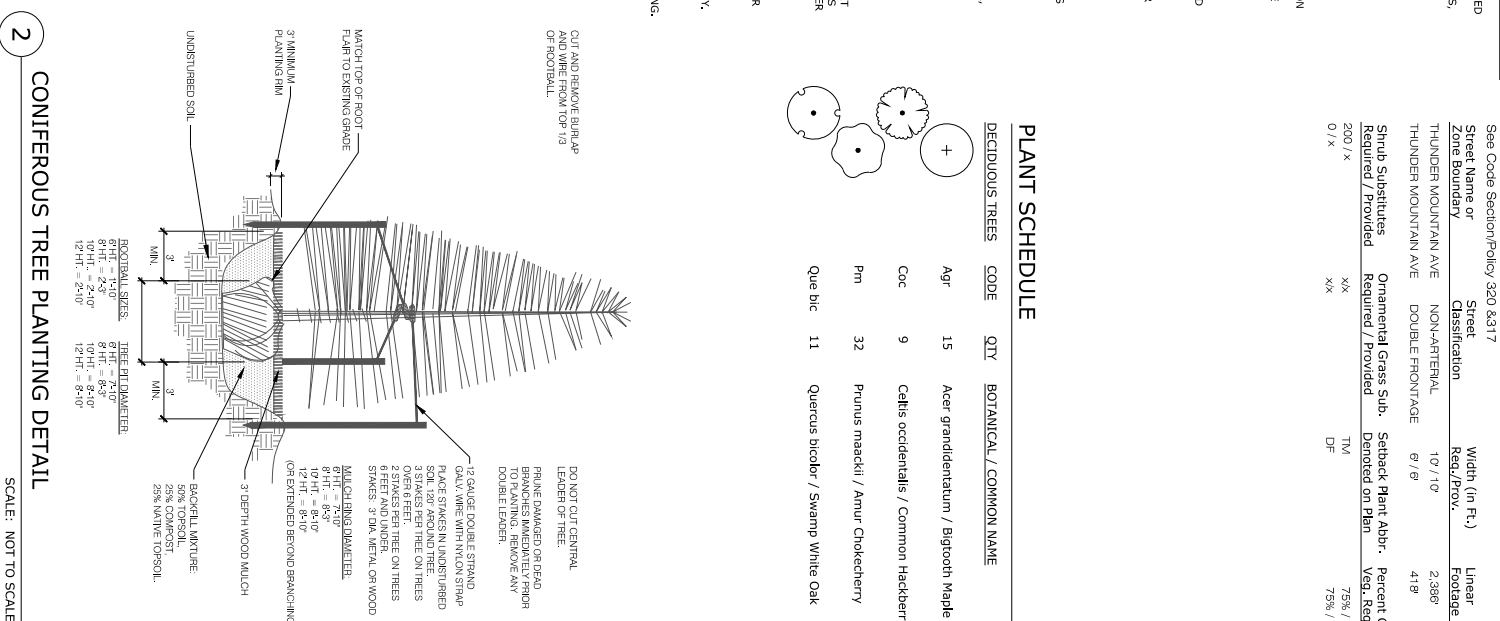 See Code Section/Policy 320 &317
Street Name or
Zone Boundary
Street
Classification
Width (in Ft.)
Req./Prov.
Linear
Footage
THUNDER MOUNTAIN AVE
NON-ARTERIAL
10' / 10'
2,386'
THUNDER MOUNTAIN AVE
DOUBLE FRONTAGE
6' / 6'
418'
Shrub Substitutes
Required / Provided
Ornamental Grass Sub.
Required / Provided
Setback Plant Abbr.
Denoted on Plan
Percent
Veg. Req
200 / x
x/x
TM
75% /
0 / x
x/x
DF
75% /
PLANT SCHEDULE
DECIDUOUS TREES
CODE
QTY
BOTANICAL / COMMON NAME
Agr
15
Acer grandidentatum / Bigtooth Maple
Coc
9
Celtis occidentalis / Common Hackberr
Pm
32
Prunus maackii / Amur Chokecherry
Que bic
11
Quercus bicolor / Swamp White Oak
CUT AND REMOVE BURLAP
AND WIRE FROM TOP 1/3
OF ROOTBALL.
MATCH TOP OF ROOT
FLAIR TO EXISTING GRADE
3" MINIMUM
PLANTING RIM
UNDISTURBED SOIL
DO NOT CUT CENTRAL
LEADER OF TREE.
PRUNE DAMAGED OR DEAD
BRANCHES IMMEDIATELY PRIOR
TO PLANTING. REMOVE ANY
DOUBLE LEADER.
12 GAUGE DOUBLE STRAND
GALV. WIRE WITH NYLON STRAP
PLACE STAKES IN UNDISTURBED
SOIL 120° AROUND TREE.
3 STAKES PER TREE ON TREES
OVER 6 FEET.
2 STAKES PER TREE ON TREES
6 FEET AND UNDER.
STAKES: 3" DIA. METAL OR WOOD
MULCH RING DIAMETER:
6' HT. = 7'-10"
8' HT. = 8'-3"
10' HT. = 8'-10"
12' HT. = 8'-10"
(OR EXTENDED BEYOND BRANCHING
3" DEPTH WOOD MULCH
BACKFILL MIXTURE:
50% TOPSOIL,
25% COMPOST,
25% NATIVE TOPSOIL.
3'
MIN.
3'
MIN.
ROOTBALL SIZES:
6' HT. = 1'-10"
8' HT. = 2'-3"
10' HT. = 2'-10"
12' HT. = 2'-10"
TREE PIT DIAMETER:
6' HT. = 7'-10"
8' HT. = 8'-3"
10' HT. = 8'-10"
12' HT. = 8'-10"
2
CONIFEROUS TREE PLANTING DETAIL
SCALE: NOT TO SCALE